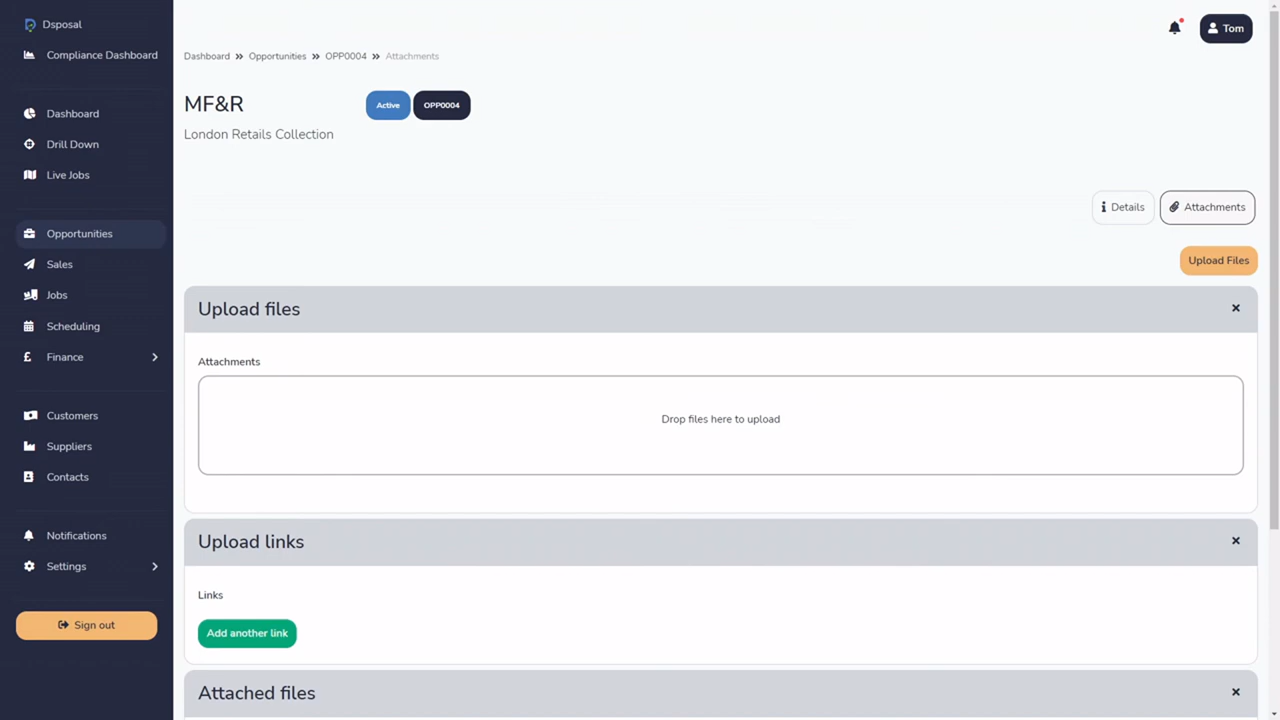 Dsposal
Compliance Dashboard
Dashboard
Drill Down
Live Jobs
Opportunities
Sales
Jobs
Scheduling
Finance
Customers
Suppliers
Contacts
Notifications
Settings
Sign out
Tom
Dashboard » Opportunities » OPP0004 » Attachments
MF&R Active OPP0004
London Retails Collection
Details Attachments
Upload Files
Upload files
Attachments
Drop files here to upload
Upload links
Links
Add another link
Attached files